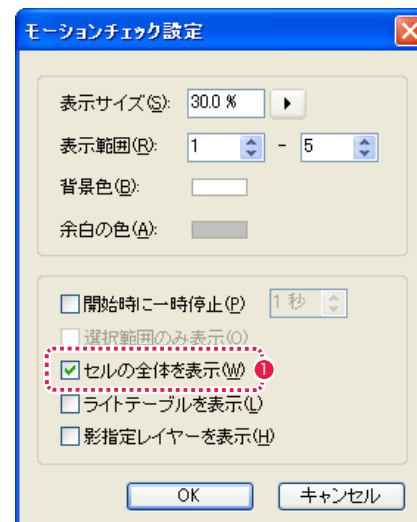 モーションチェック設定
表示サイズ(S): 30.0 %
表示範囲(R): 1 - 5
背景色(B):
余白の色(A):
開始時に一時停止(P) 1 秒
選択範囲のみ表示(O)
セルの全体を表示(W) 1
ライトテーブルを表示(L)
影指定レイヤーを表示(H)
OK キャンセル